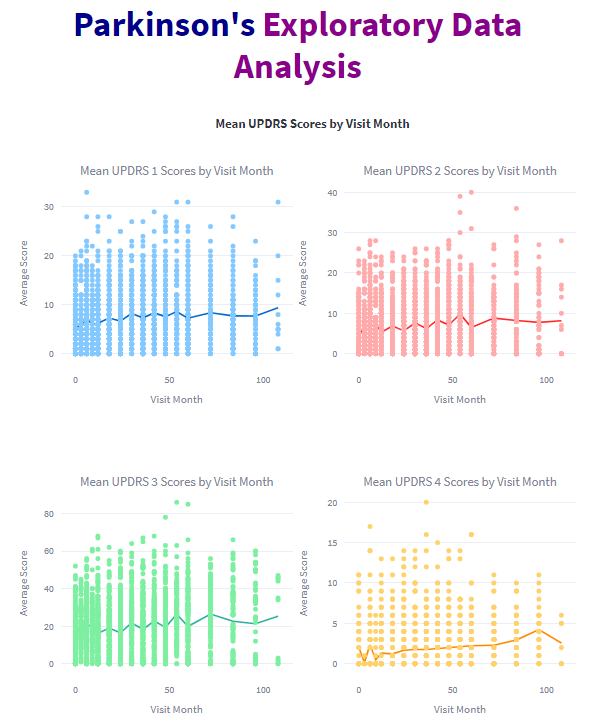 Parkinson's Exploratory Data
Analysis
Mean UPDRS Scores by Visit Month
Mean UPDRS 1 Scores by Visit Month
30
20
10
0
Average Score
0 50 100
Visit Month
Mean UPDRS 2 Scores by Visit Month
40
30
20
10
0
Average Score
0 50 100
Visit Month
Mean UPDRS 3 Scores by Visit Month
80
60
40
20
0
Average Score
0 50 100
Visit Month
Mean UPDRS 4 Scores by Visit Month
20
15
10
5
0
Average Score
0 50 100
Visit Month